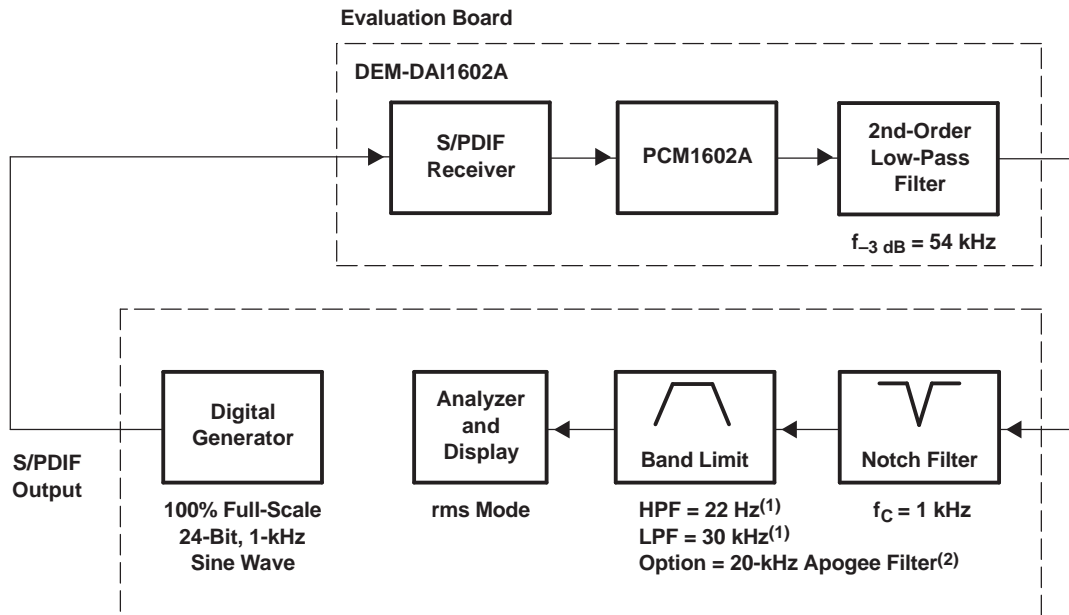 Evaluation Board
DEM-DAI1602A
S/PDIF
Receiver
PCM1602A
2nd-Order
Low-Pass
Filter
f–3 dB = 54 kHz
S/PDIF
Output
Digital
Generator
100% Full-Scale
24-Bit, 1-kHz
Sine Wave
Analyzer
and
Display
rms Mode
Band Limit
HPF = 22 Hz(1)
LPF = 30 kHz(1)
Option = 20-kHz Apogee Filter(2)
Notch Filter
fC = 1 kHz